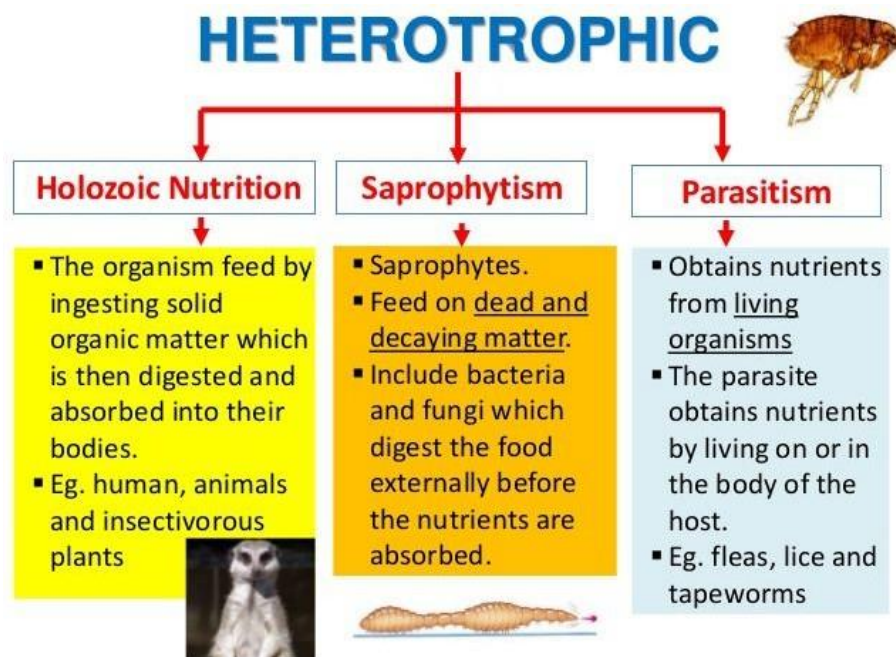 HETEROTROPHIC
Holozoic Nutrition
▪ The organism feed by
ingesting solid
organic matter which
is then digested and
absorbed into their
bodies.
▪ Eg. human, animals
and insectivorous
plants
Saprophytism
▪ Saprophytes.
▪ Feed on dead and
decaying matter.
▪ Include bacteria
and fungi which
digest the food
externally before
the nutrients are
absorbed.
Parasitism
▪ Obtains nutrients
from living
organisms
▪ The parasite
obtains nutrients
by living on or in
the body of the
host.
▪ Eg. fleas, lice and
tapeworms